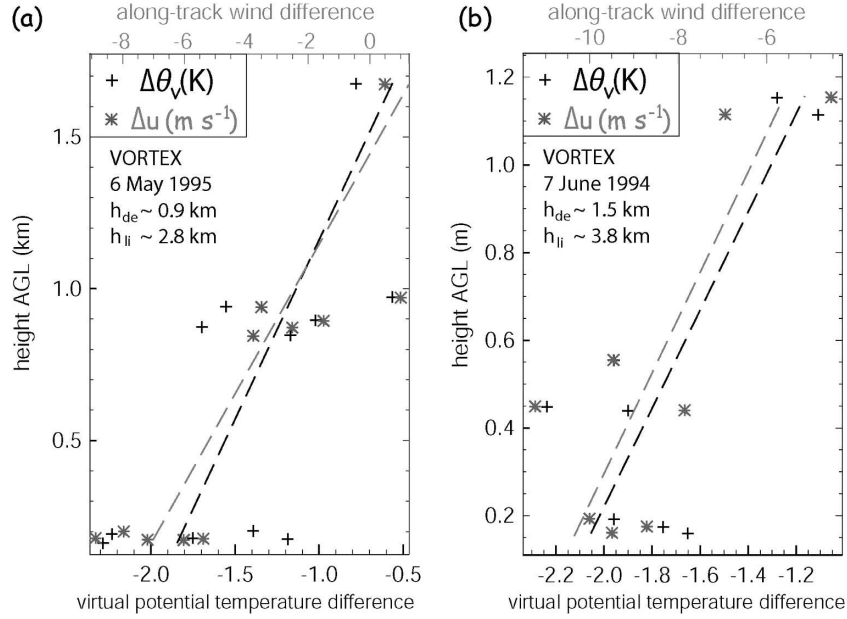 (a)
along-track wind difference
-8 -6 -4 -2 0
+ Δθv(K)
* Δu (m s⁻¹)
VORTEX
6 May 1995
hde ~ 0.9 km
hli ~ 2.8 km
height AGL (km)
1.5
1.0
0.5
-2.0 -1.5 -1.0 -0.5
virtual potential temperature difference
(b)
along-track wind difference
-10 -8 -6
+ Δθv(K)
* Δu (m s⁻¹)
VORTEX
7 June 1994
hde ~ 1.5 km
hli ~ 3.8 km
height AGL (m)
1.2
1.0
0.8
0.6
0.4
0.2
-2.2 -2.0 -1.8 -1.6 -1.4 -1.2
virtual potential temperature difference